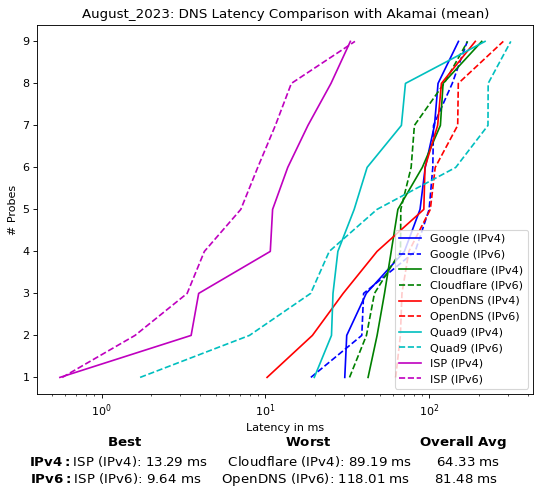 August_2023: DNS Latency Comparison with Akamai (mean)
9
8
7
6
5
4
3
2
1
# Probes
10⁰
10¹
10²
Latency in ms
Google (IPv4)
Google (IPv6)
Cloudflare (IPv4)
Cloudflare (IPv6)
OpenDNS (IPv4)
OpenDNS (IPv6)
Quad9 (IPv4)
Quad9 (IPv6)
ISP (IPv4)
ISP (IPv6)
Best Worst Overall Avg
IPv4: ISP (IPv4): 13.29 ms Cloudflare (IPv4): 89.19 ms 64.33 ms
IPv6: ISP (IPv6): 9.64 ms OpenDNS (IPv6): 118.01 ms 81.48 ms